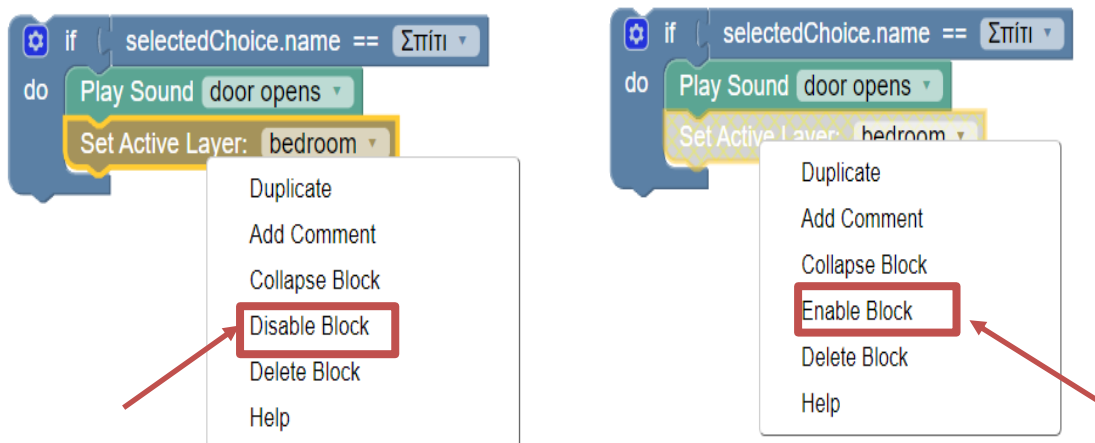 if selectedChoice.name == Σπίτι
do Play Sound door opens
Set Active Layer: bedroom
Duplicate
Add Comment
Collapse Block
Disable Block
Delete Block
Help
if selectedChoice.name == Σπίτι
do Play Sound door opens
Set Active Layer: bedroom
Duplicate
Add Comment
Collapse Block
Enable Block
Delete Block
Help